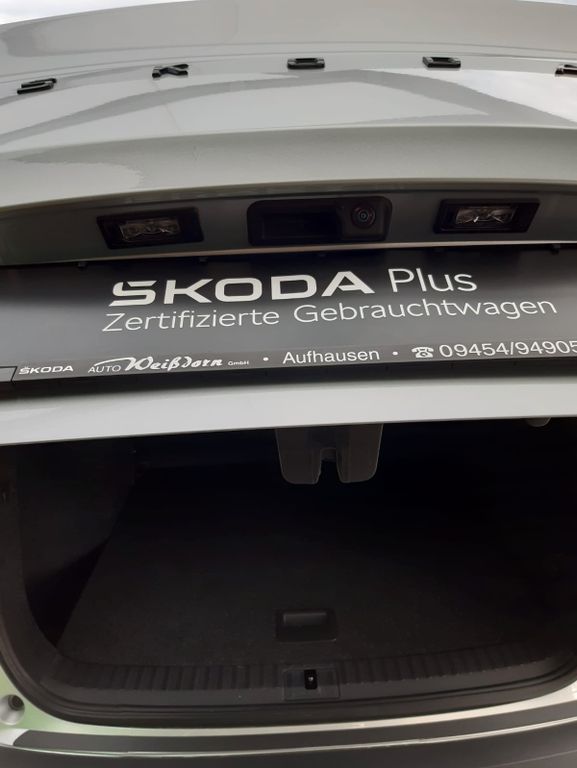 ŠKODA Plus
Zertifizierte Gebrauchtwagen
ŠKODA AUTO Weißdorn GmbH • Aufhausen • ☎ 09454/94905